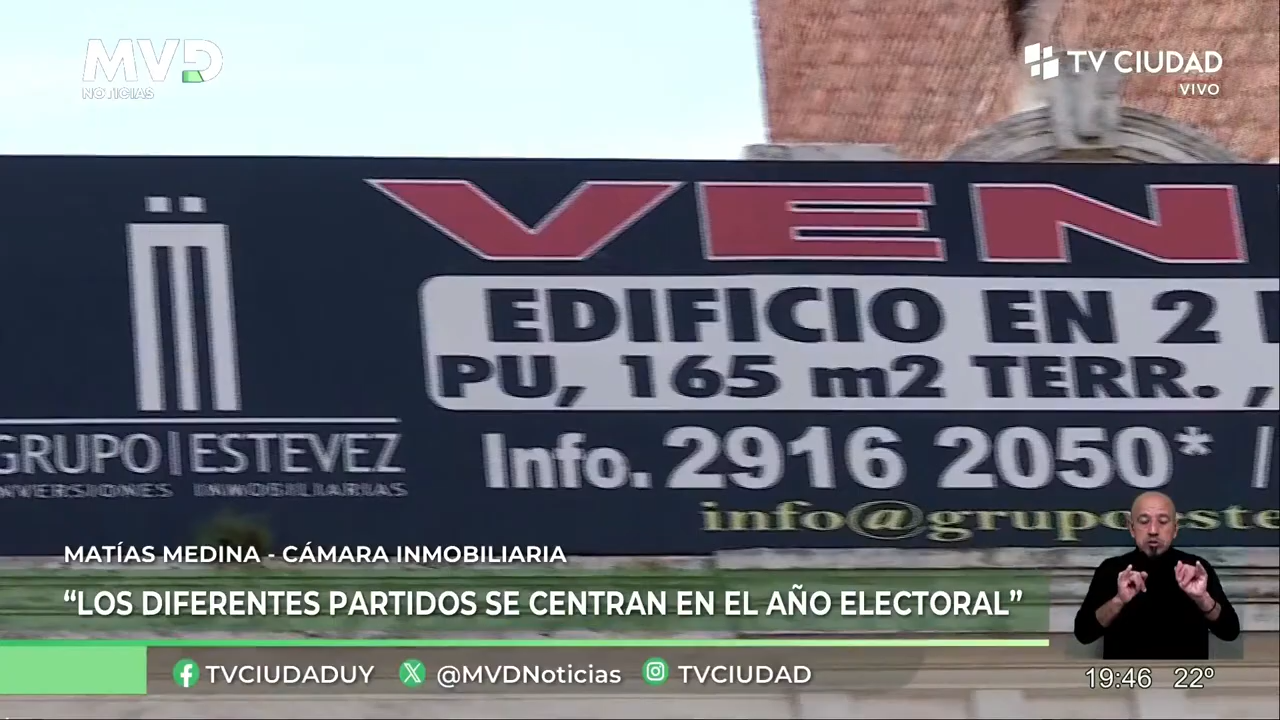 MVD
NOTICIAS
TV CIUDAD
VIVO
VEN
EDIFICIO EN 2
PU, 165 m2 TERR. ,
GRUPO|ESTEVEZ
INVERSIONES INMOBILIARIAS
Info. 2916 2050* /
info@grupoeste
MATÍAS MEDINA - CÁMARA INMOBILIARIA
“LOS DIFERENTES PARTIDOS SE CENTRAN EN EL AÑO ELECTORAL”
TVCIUDADUY @MVDNoticias TVCIUDAD
19:46 22º